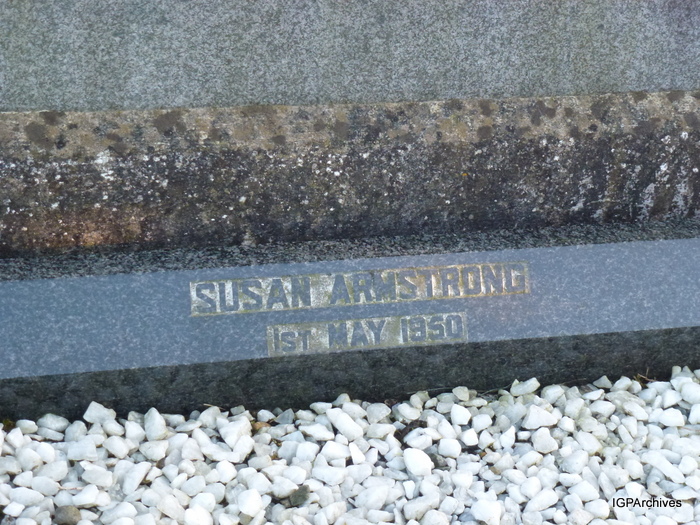 SUSAN ARMSTRONG
1ST MAY 1950
IGPArchives